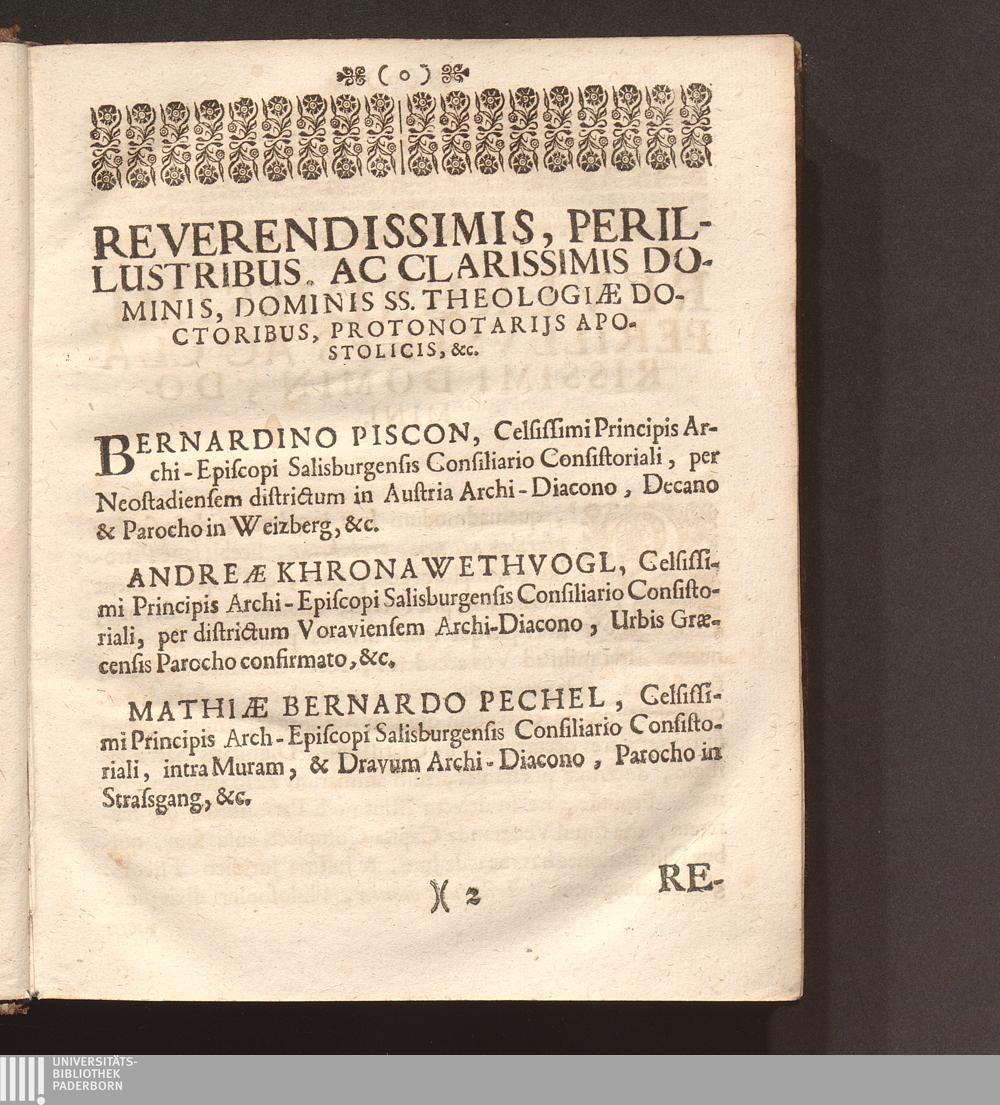 ( o )
REVERENDISSIMIS, PERIL-
LUSTRIBUS. AC CLARISSIMIS DO-
MINIS, DOMINIS SS. THEOLOGIÆ DO-
CTORIBUS, PROTONOTARIJS APO-
STOLICIS, &c.
BERNARDINO PISCON, Celſiſſimi Principis Ar-
chi-Epiſcopi Salisburgenſis Conſiliario Conſiſtoriali, per
Neoſtadienſem diſtrictum in Auſtria Archi-Diacono, Decano
& Parocho in Weizberg, &c.
ANDREÆ KHRONAWETHVOGL, Celſiſſi-
mi Principis Archi-Epiſcopi Salisburgenſis Conſiliario Conſiſto-
riali, per diſtrictum Voravienſem Archi-Diacono, Urbis Græ-
cenſis Parocho confirmato, &c.
MATHIÆ BERNARDO PECHEL, Celſiſſi-
mi Principis Arch-Epiſcopi Salisburgenſis Conſiliario Conſiſto-
riali, intra Muram, & Dravum Archi-Diacono, Parocho in
Straſsgang, &c.
)( 2
RE-
UNIVERSITÄTS-
BIBLIOTHEK
PADERBORN